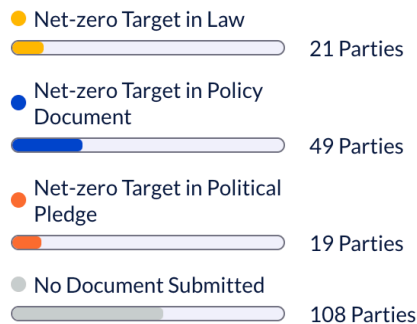 Net-zero Target in Law
21 Parties
Net-zero Target in Policy
Document
49 Parties
Net-zero Target in Political
Pledge
19 Parties
No Document Submitted
108 Parties